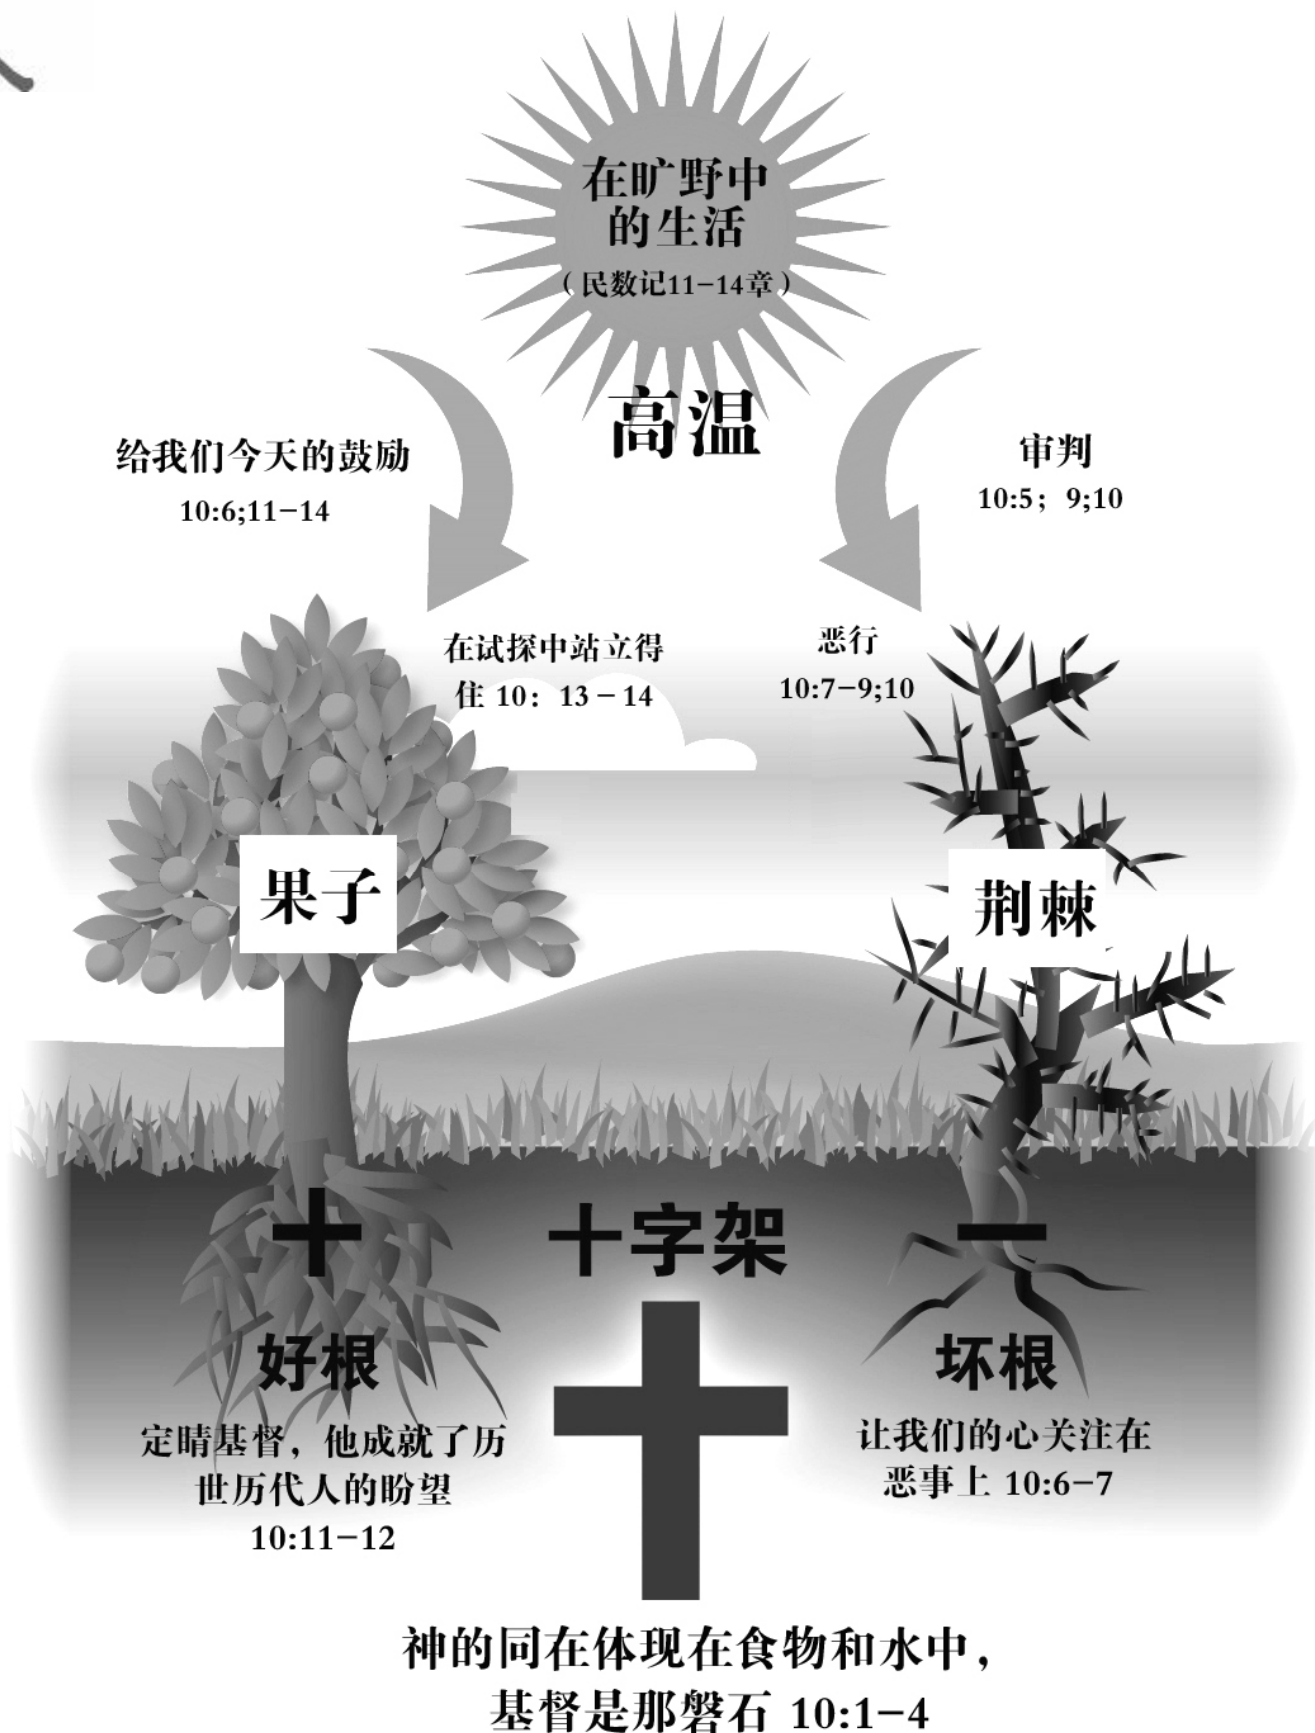 在旷野中
的生活
（民数记11-14章）
高温
给我们今天的鼓励
10:6;11-14
审判
10:5；9;10
在试探中站立得
住 10：13-14
恶行
10:7-9;10
果子
荆棘
+
十字架
-
好根
坏根
定睛基督，他成就了历
世历代人的盼望
10:11-12
让我们的心关注在
恶事上 10:6-7
神的同在体现在食物和水中，
基督是那磐石 10:1-4